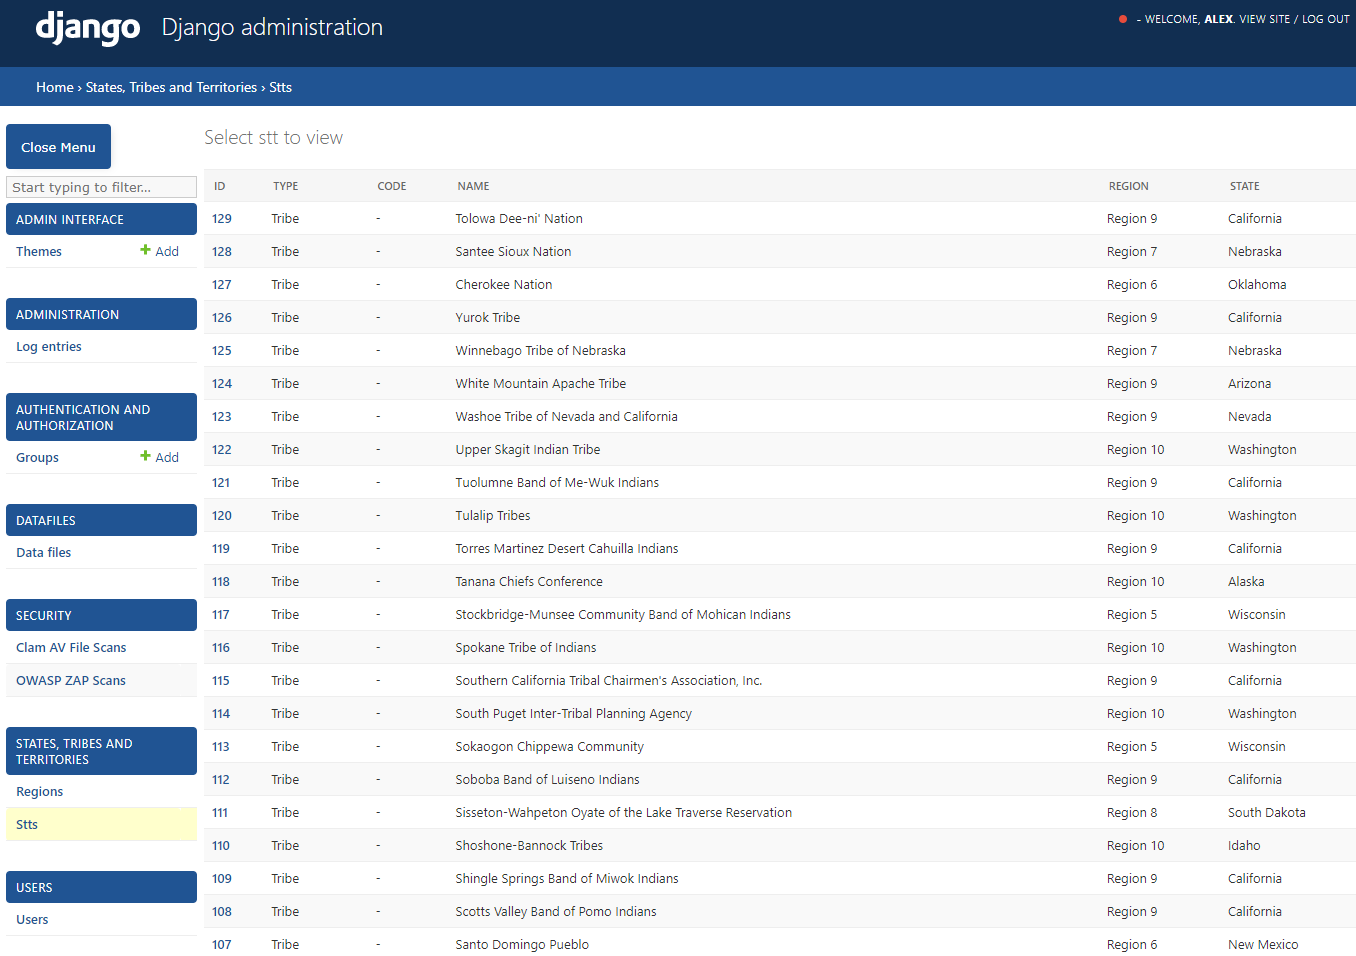 django Django administration
- WELCOME, ALEX. VIEW SITE / LOG OUT
Home › States, Tribes and Territories › Stts
Close Menu
Start typing to filter...
ADMIN INTERFACE
Themes Add
ADMINISTRATION
Log entries
AUTHENTICATION AND
AUTHORIZATION
Groups Add
DATAFILES
Data files
SECURITY
Clam AV File Scans
OWASP ZAP Scans
STATES, TRIBES AND
TERRITORIES
Regions
Stts
USERS
Users
Select stt to view
ID TYPE CODE NAME REGION STATE
129 Tribe - Tolowa Dee-ni' Nation Region 9 California
128 Tribe - Santee Sioux Nation Region 7 Nebraska
127 Tribe - Cherokee Nation Region 6 Oklahoma
126 Tribe - Yurok Tribe Region 9 California
125 Tribe - Winnebago Tribe of Nebraska Region 7 Nebraska
124 Tribe - White Mountain Apache Tribe Region 9 Arizona
123 Tribe - Washoe Tribe of Nevada and California Region 9 Nevada
122 Tribe - Upper Skagit Indian Tribe Region 10 Washington
121 Tribe - Tuolumne Band of Me-Wuk Indians Region 9 California
120 Tribe - Tulalip Tribes Region 10 Washington
119 Tribe - Torres Martinez Desert Cahuilla Indians Region 9 California
118 Tribe - Tanana Chiefs Conference Region 10 Alaska
117 Tribe - Stockbridge-Munsee Community Band of Mohican Indians Region 5 Wisconsin
116 Tribe - Spokane Tribe of Indians Region 10 Washington
115 Tribe - Southern California Tribal Chairmen's Association, Inc. Region 9 California
114 Tribe - South Puget Inter-Tribal Planning Agency Region 10 Washington
113 Tribe - Sokaogon Chippewa Community Region 5 Wisconsin
112 Tribe - Soboba Band of Luiseno Indians Region 9 California
111 Tribe - Sisseton-Wahpeton Oyate of the Lake Traverse Reservation Region 8 South Dakota
110 Tribe - Shoshone-Bannock Tribes Region 10 Idaho
109 Tribe - Shingle Springs Band of Miwok Indians Region 9 California
108 Tribe - Scotts Valley Band of Pomo Indians Region 9 California
107 Tribe - Santo Domingo Pueblo Region 6 New Mexico